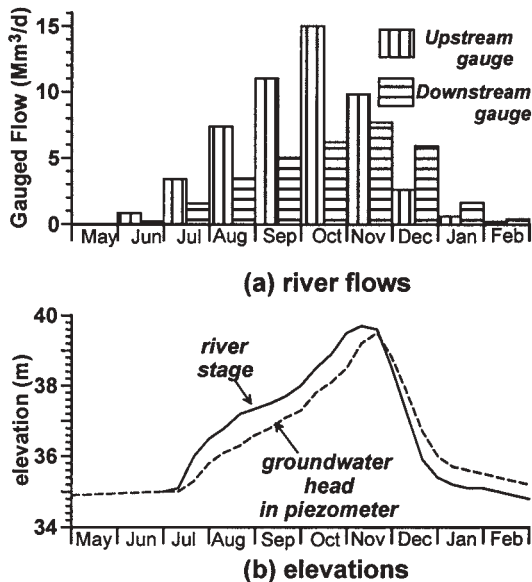 Gauged Flow (Mm³/d)
15
10
5
0
Upstream
gauge
Downstream
gauge
May Jun Jul Aug Sep Oct Nov Dec Jan Feb
(a) river flows
elevation (m)
40
38
36
34
river
stage
groundwater
head
in piezometer
May Jun Jul Aug Sep Oct Nov Dec Jan Feb
(b) elevations